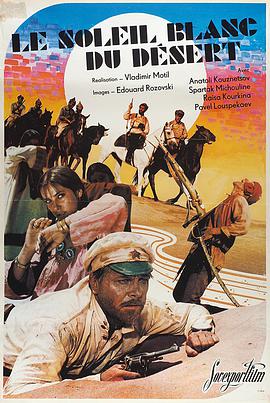 LE SOLEIL BLANC
DU DÉSERT
Réalisation - Vladimir Motil
Images - Edouard Rozovski
Avec
Anatoli Kouznetsov
Spartak Michouline
Raisa Kourkina
Pavel Louspekaev
Sovexportfilm